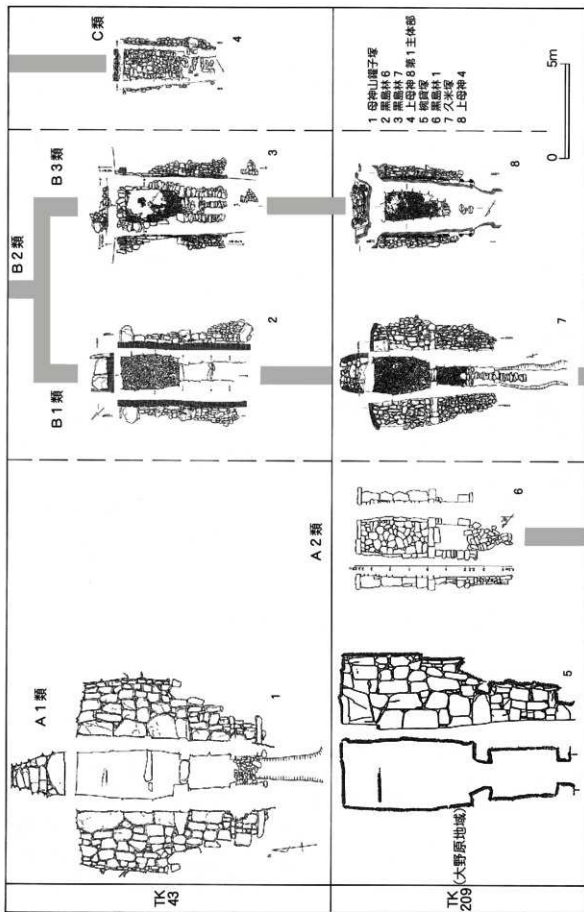 A1類
A2類
B1類
B2類
B3類
C類
TK
43
1
2
3
4
TK
209
(大野原地域)
5
6
7
8
1 母神山鑵子塚
2 黒島林6
3 黒島林7
4 上母神8第1主体部
5 椀貸塚
6 黒島林1
7 久米塚
8 上母神4
0
5m